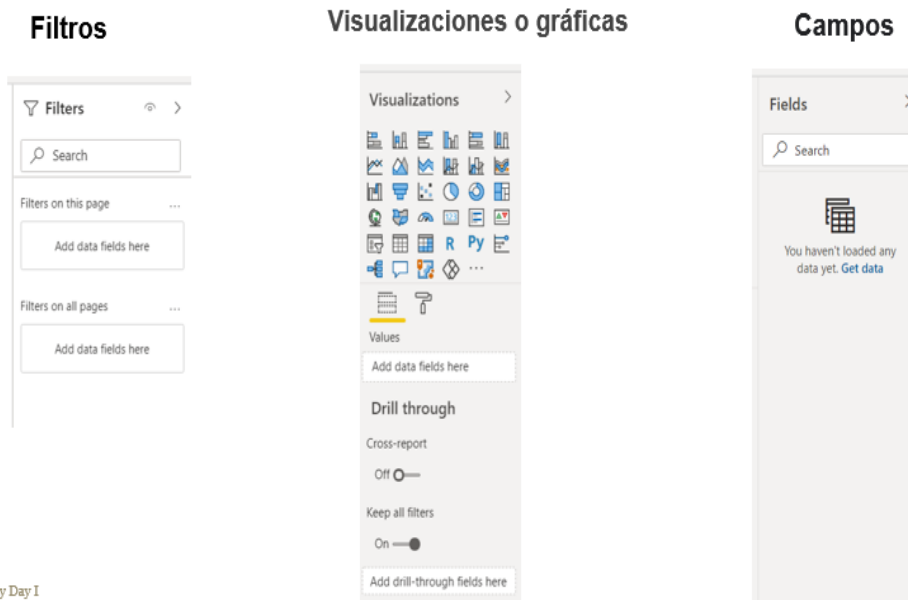 Filtros
Filters
Search
Filters on this page
...
Add data fields here
Filters on all pages
...
Add data fields here
Visualizaciones o gráficas
Visualizations
R
Py
...
Values
Add data fields here
Drill through
Cross-report
Off
Keep all filters
On
Add drill-through fields here
Campos
Fields
Search
You haven't loaded any
data yet. Get data
y Day I